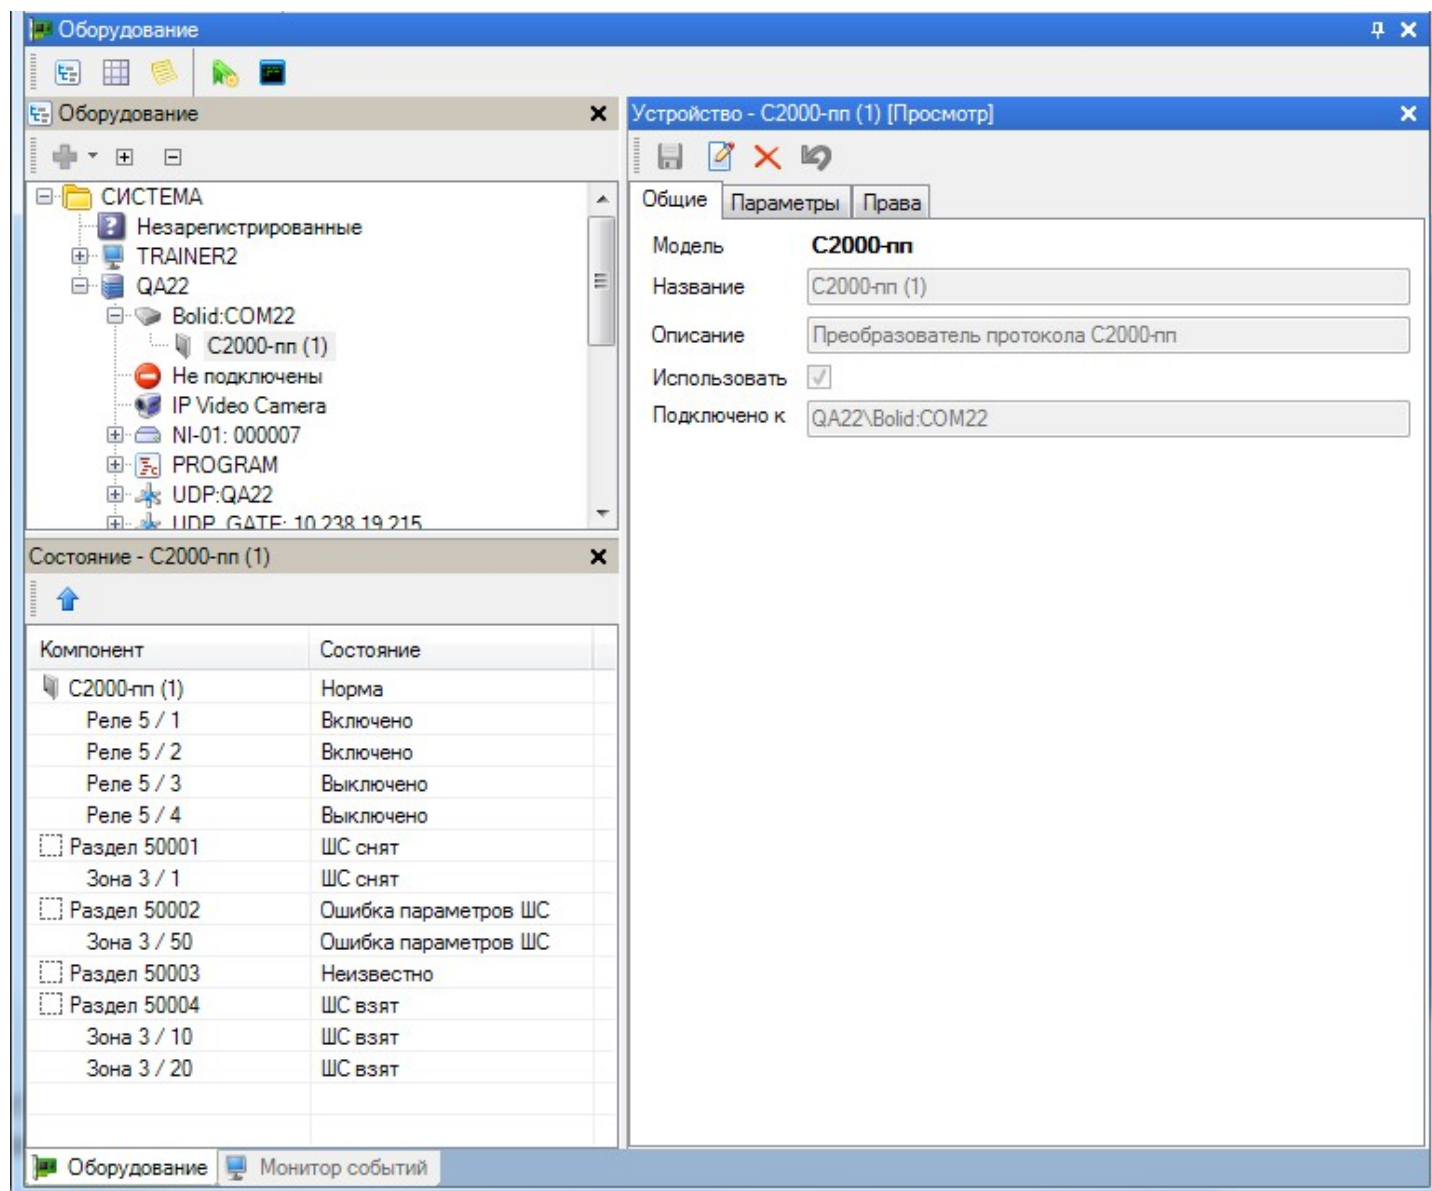 Оборудование
Оборудование
СИСТЕМА
Незарегистрированные
TRAINER2
QA22
Bolid:COM22
С2000-пп (1)
Не подключены
IP Video Camera
NI-01: 000007
PROGRAM
UDP:QA22
UDP_GATE: 10.238.19.215
Состояние - С2000-пп (1)
Компонент Состояние
С2000-пп (1) Норма
Реле 5 / 1 Включено
Реле 5 / 2 Включено
Реле 5 / 3 Выключено
Реле 5 / 4 Выключено
Раздел 50001 ШС снят
Зона 3 / 1 ШС снят
Раздел 50002 Ошибка параметров ШС
Зона 3 / 50 Ошибка параметров ШС
Раздел 50003 Неизвестно
Раздел 50004 ШС взят
Зона 3 / 10 ШС взят
Зона 3 / 20 ШС взят
Устройство - С2000-пп (1) [Просмотр]
Общие Параметры Права
Модель С2000-пп
Название С2000-пп (1)
Описание Преобразователь протокола С2000-пп
Использовать
Подключено к QA22\Bolid:COM22
Оборудование Монитор событий